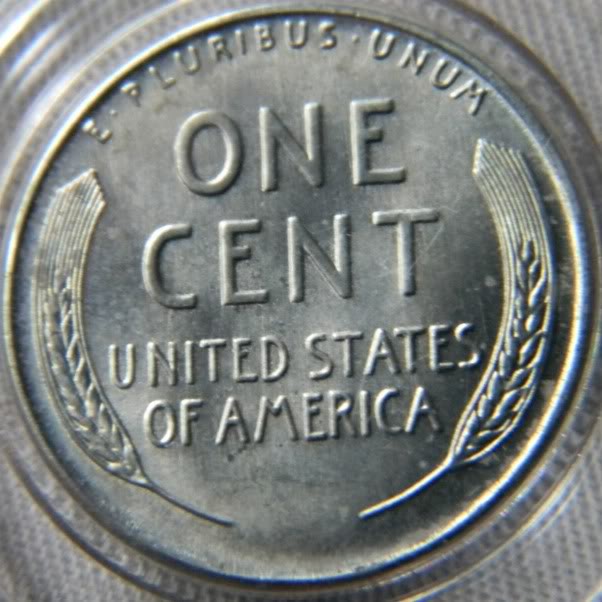 E·PLURIBUS·UNUM
ONE
CENT
UNITED STATES
OF AMERICA